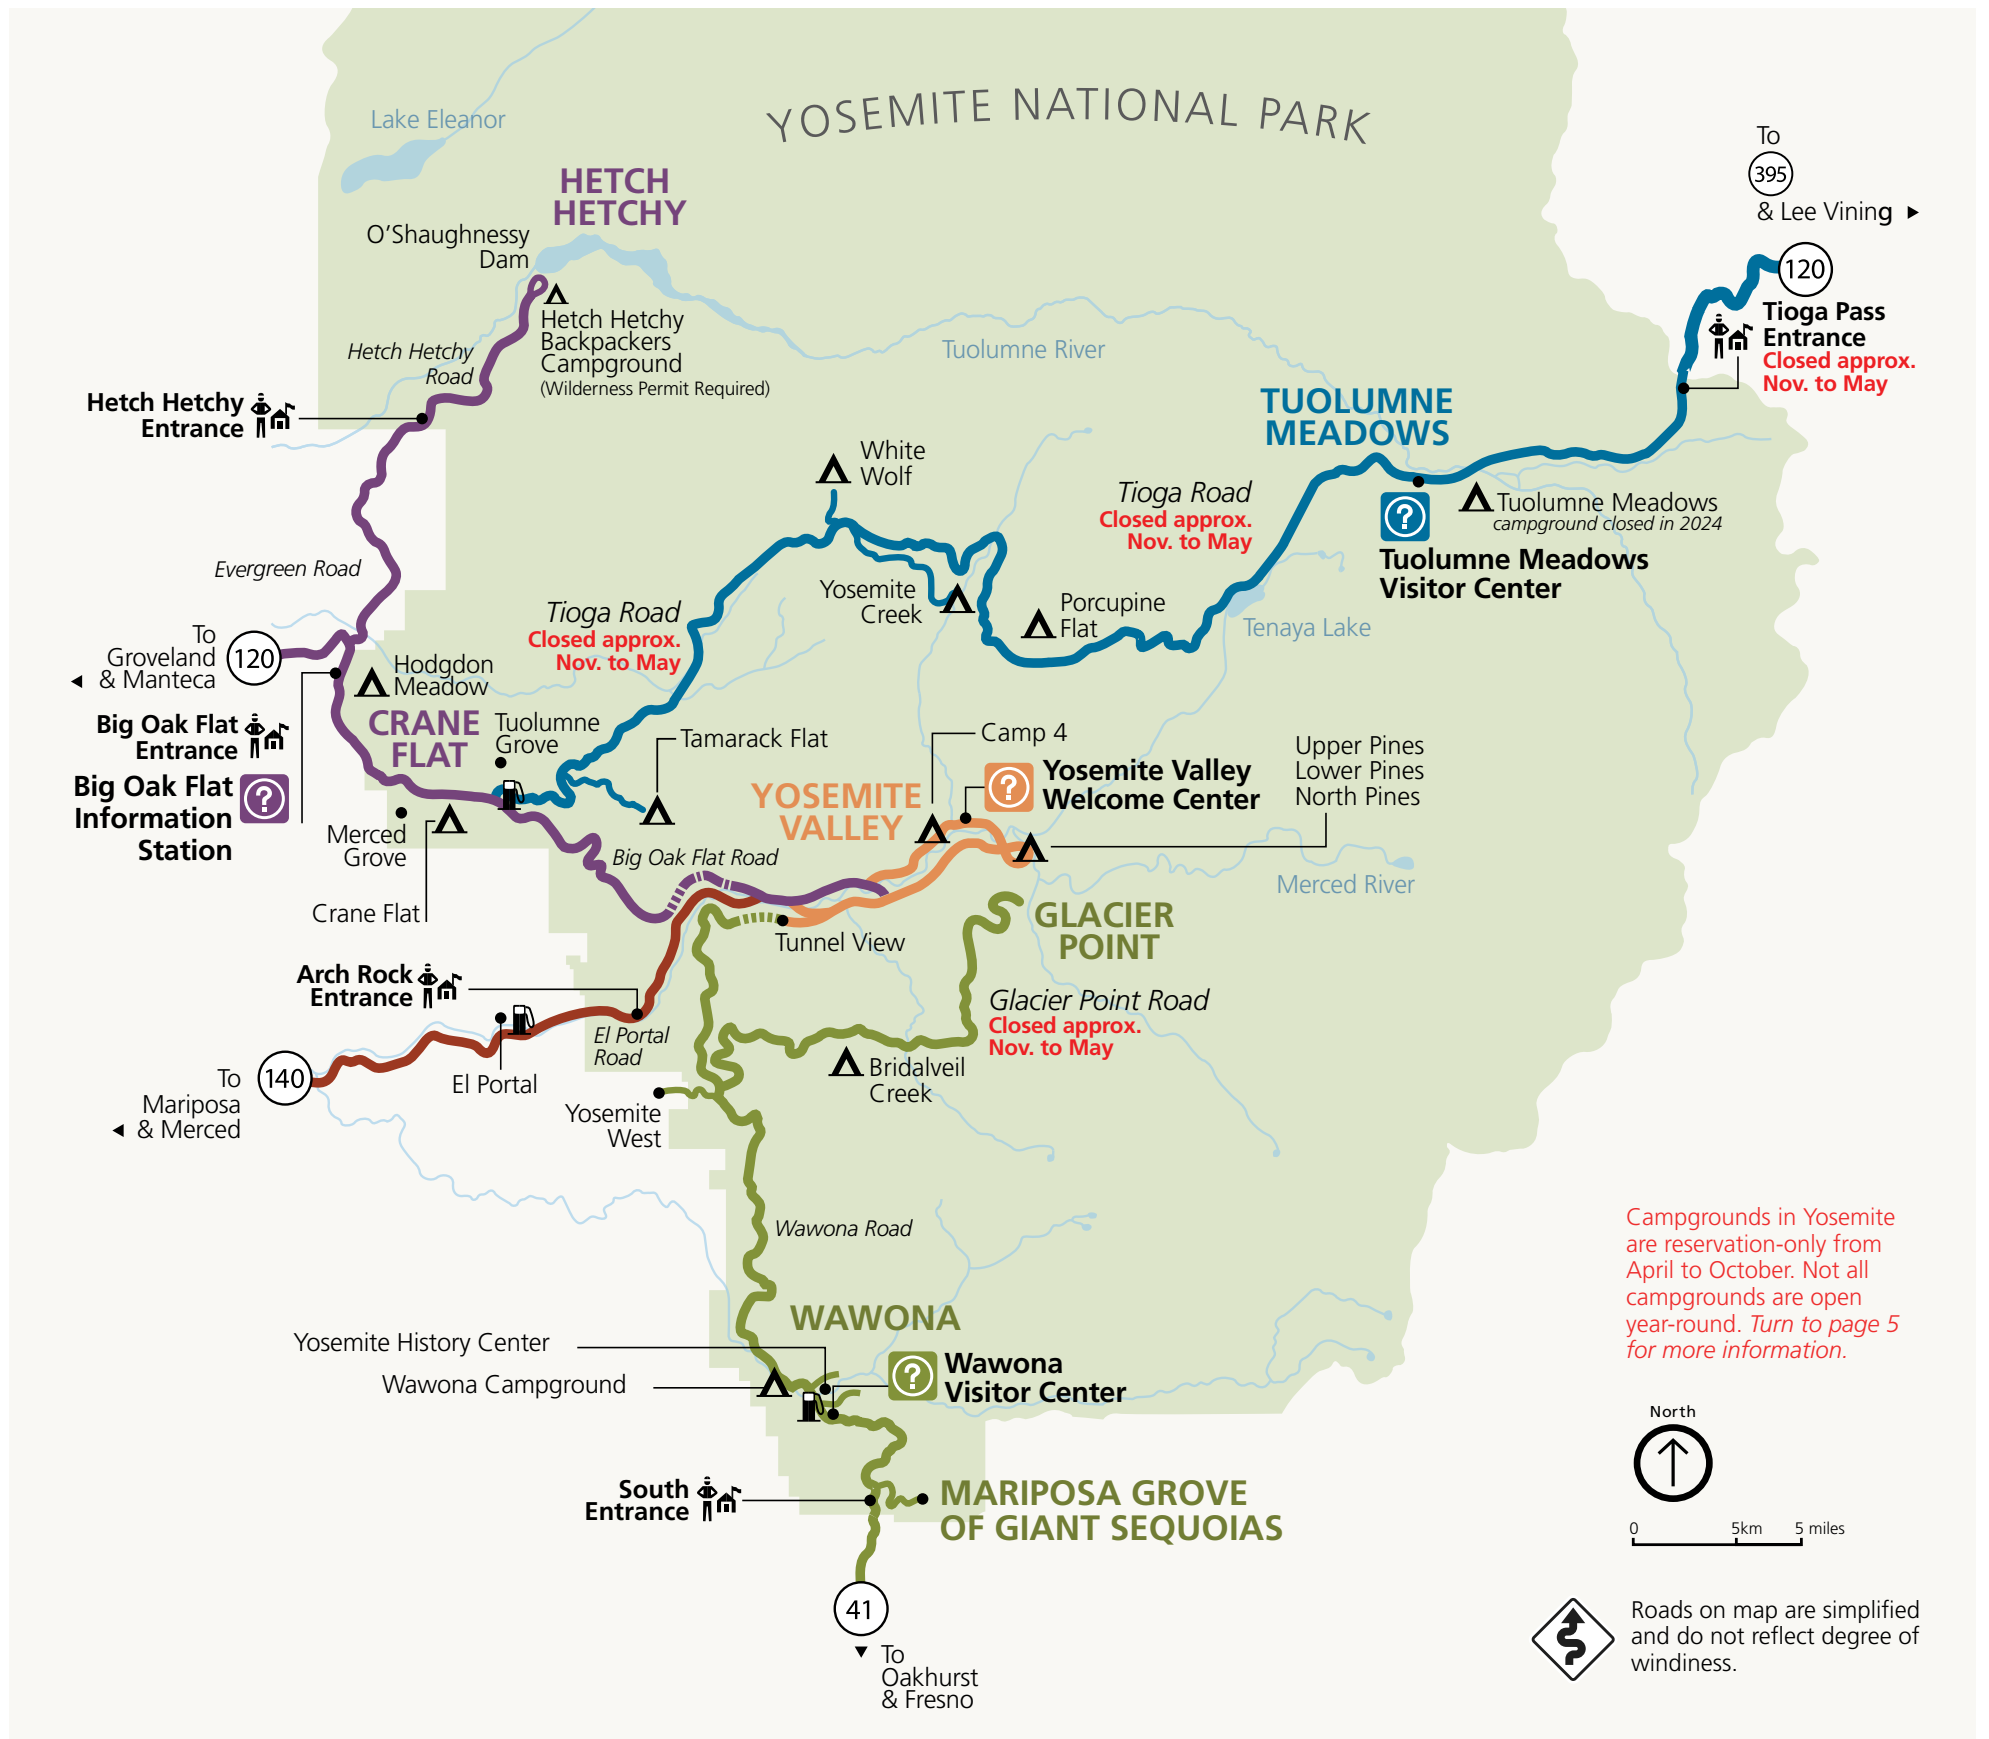 YOSEMITE NATIONAL PARK
Lake Eleanor
To
395
& Lee Vining
HETCH
HETCHY
O'Shaughnessy
Dam
120
Tioga Pass
Entrance
Closed approx.
Nov. to May
Hetch Hetchy
Backpackers
Campground
(Wilderness Permit Required)
Hetch Hetchy
Road
Tuolumne River
Hetch Hetchy
Entrance
TUOLUMNE
MEADOWS
White
Wolf
Tioga Road
Closed approx.
Nov. to May
Tuolumne Meadows
campground closed in 2024
?
Tuolumne Meadows
Visitor Center
Evergreen Road
Yosemite
Creek
Porcupine
Flat
Tioga Road
Closed approx.
Nov. to May
Tenaya Lake
To
Groveland
& Manteca
120
Hodgdon
Meadow
Big Oak Flat
Entrance
CRANE
FLAT
Tuolumne
Grove
Tamarack Flat
Camp 4
Upper Pines
Lower Pines
North Pines
Big Oak Flat
Information
Station
?
YOSEMITE
VALLEY
?
Yosemite Valley
Welcome Center
Merced
Grove
Big Oak Flat Road
Merced River
Crane Flat
GLACIER
POINT
Tunnel View
Arch Rock
Entrance
Glacier Point Road
Closed approx.
Nov. to May
El Portal
Road
To
Mariposa
& Merced
140
El Portal
Bridalveil
Creek
Yosemite
West
Wawona Road
Campgrounds in Yosemite
are reservation-only from
April to October. Not all
campgrounds are open
year-round. Turn to page 5
for more information.
WAWONA
Yosemite History Center
Wawona Campground
?
Wawona
Visitor Center
North
South
Entrance
MARIPOSA GROVE
OF GIANT SEQUOIAS
0 5km 5 miles
41
To
Oakhurst
& Fresno
Roads on map are simplified
and do not reflect degree of
windiness.